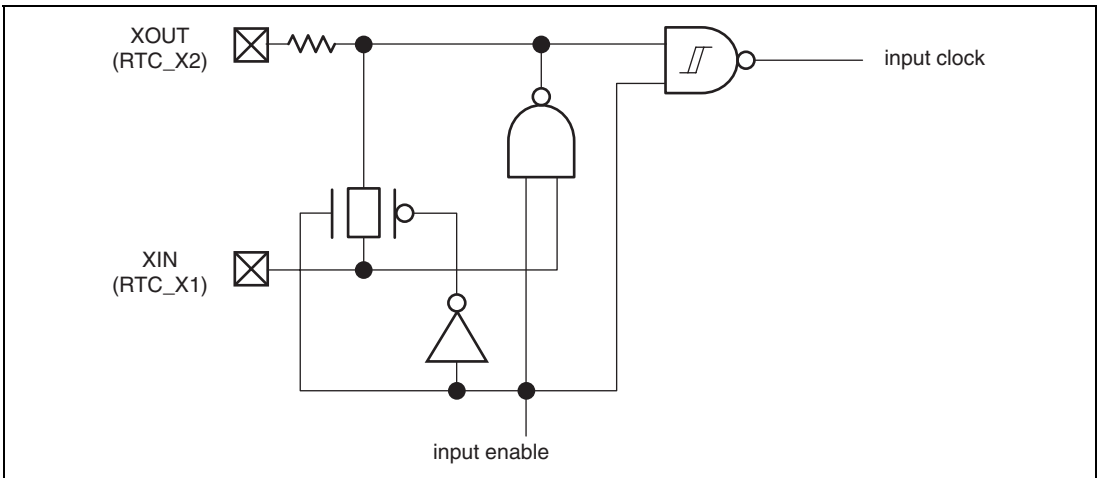 XOUT
(RTC_X2)
input clock
XIN
(RTC_X1)
input enable